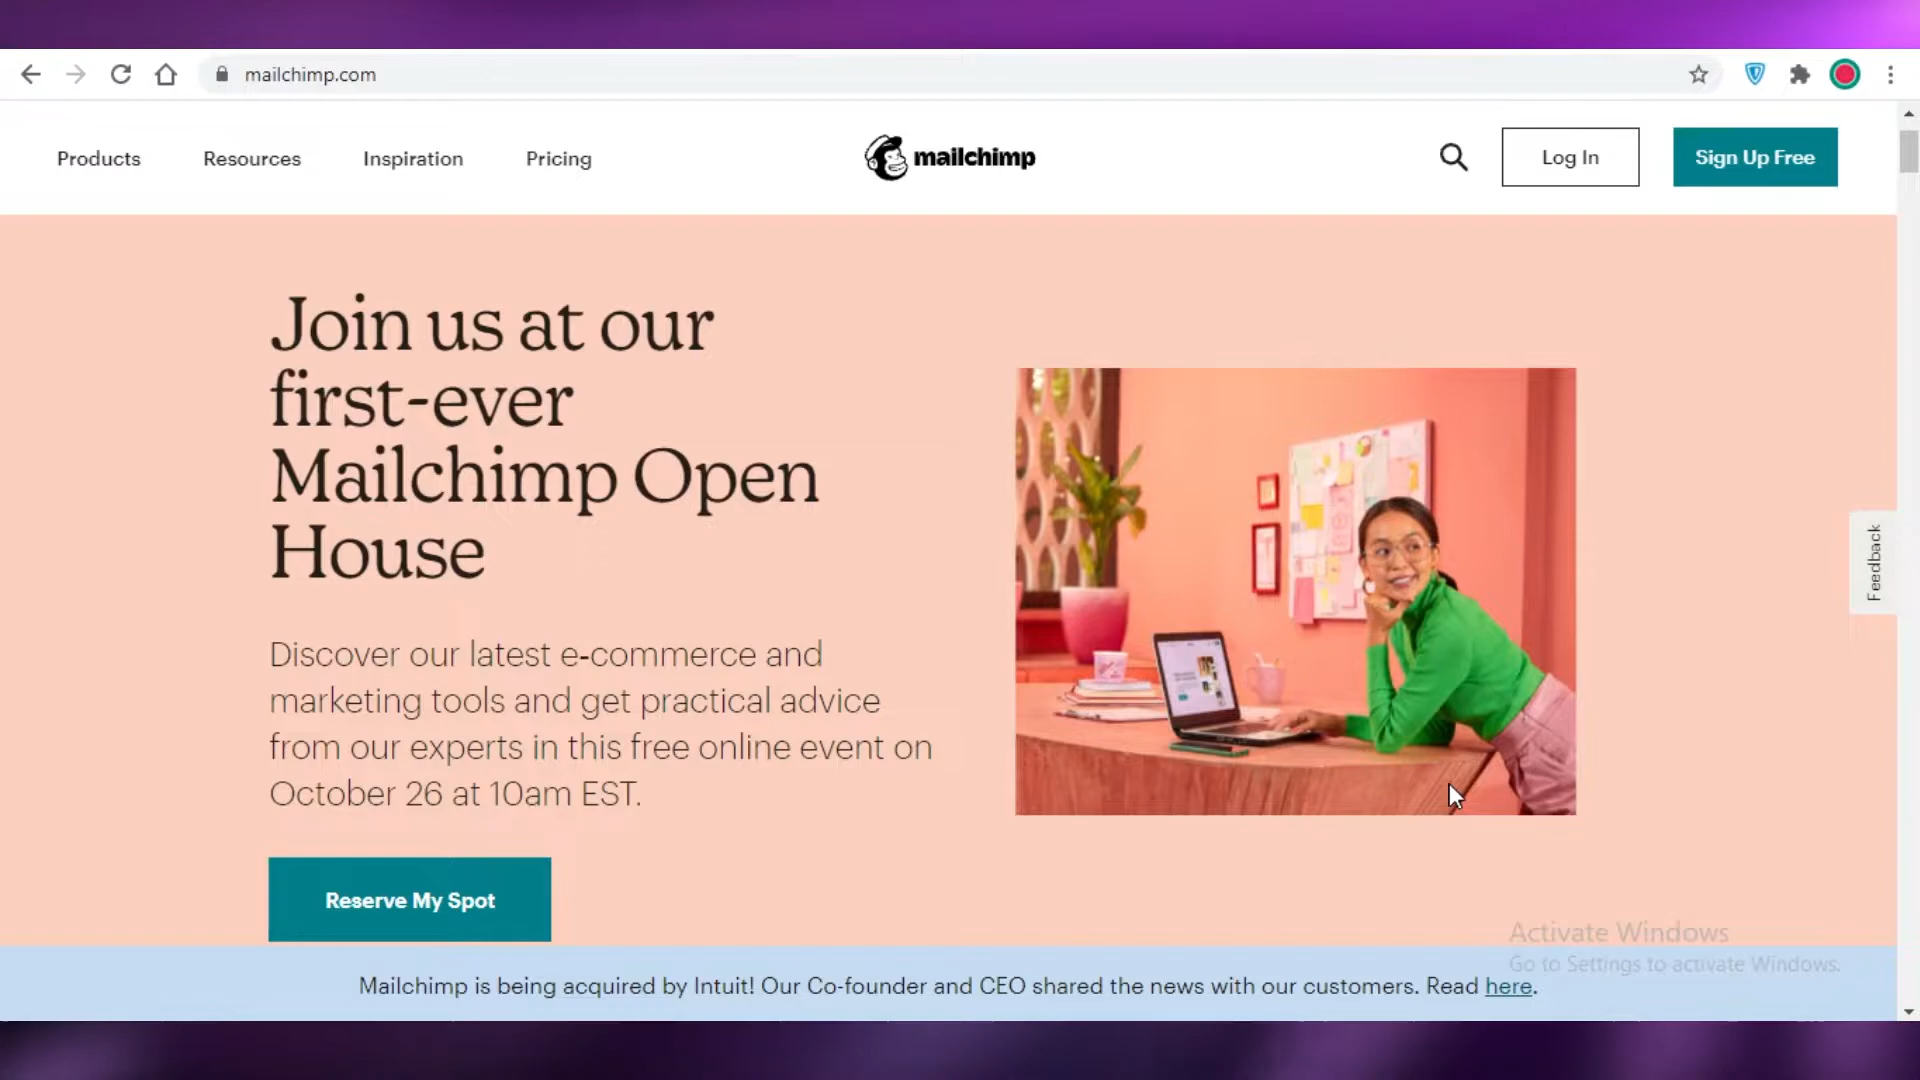 mailchimp.com
Products Resources Inspiration Pricing mailchimp Log In Sign Up Free
Join us at our
first-ever
Mailchimp Open
House
Discover our latest e-commerce and
marketing tools and get practical advice
from our experts in this free online event on
October 26 at 10am EST.
Reserve My Spot
Feedback
Activate Windows
Go to Settings to activate Windows.
Mailchimp is being acquired by Intuit! Our Co-founder and CEO shared the news with our customers. Read here.